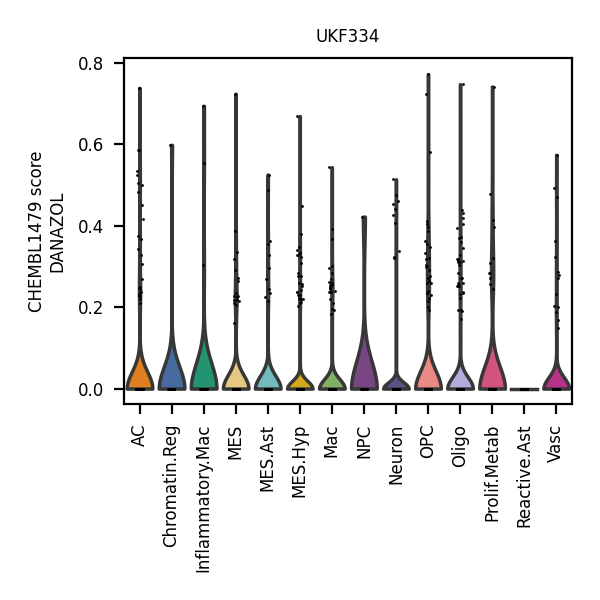 UKF334
CHEMBL1479 score
DANAZOL
0.8
0.6
0.4
0.2
0.0
AC
Chromatin.Reg
Inflammatory.Mac
MES
MES.Ast
MES.Hyp
Mac
NPC
Neuron
OPC
Oligo
Prolif.Metab
Reactive.Ast
Vasc